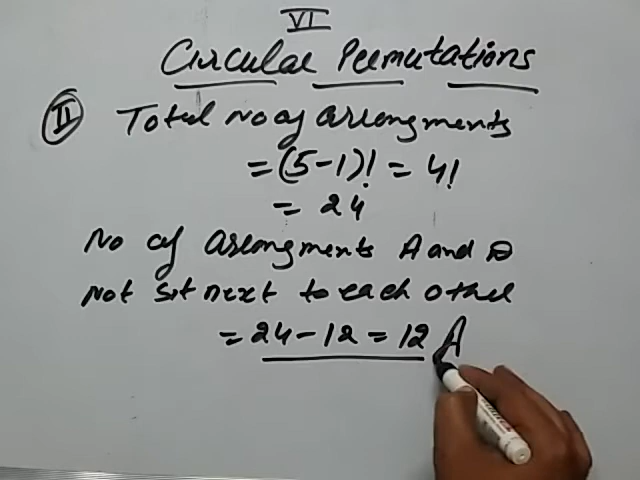 VI
Circular Permutations
II Total no of arrangments
= (5-1)! = 4!
= 24
No of arrangments A and D
not sit next to each other
= 24 - 12 = 12 A